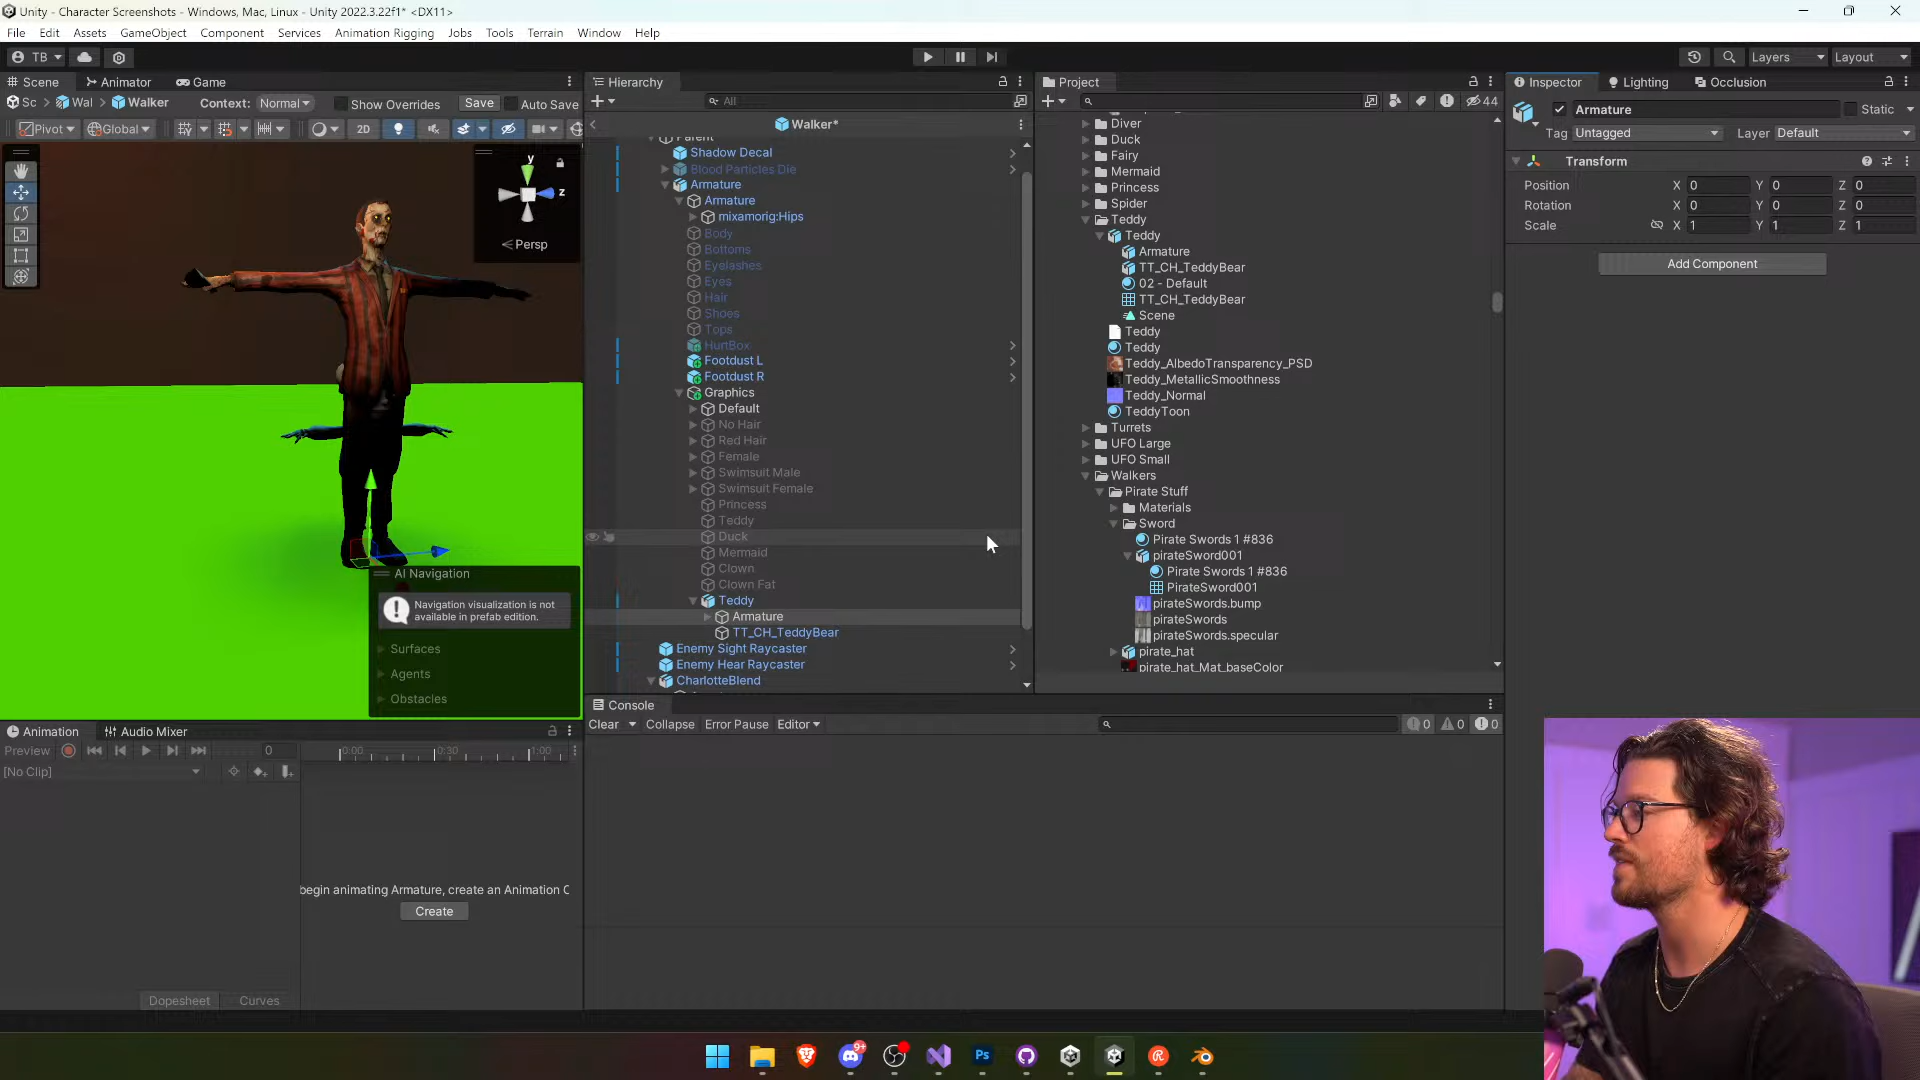 Unity - Character Screenshots - Windows, Mac, Linux - Unity 2022.3.22f1* <DX11>
File Edit Assets GameObject Component Services Animation Rigging Jobs Tools Terrain Window Help
TB Layers Layout
Scene Animator Game
Sc Wal Walker Context: Normal Show Overrides Save Auto Save
Pivot Global 2D
y
z
Persp
AI Navigation
Navigation visualization is not
available in prefab edition.
Surfaces
Agents
Obstacles
Hierarchy
All
Walker*
Parent
Shadow Decal
Blood Particles Die
Armature
Armature
mixamorig:Hips
Body
Bottoms
Eyelashes
Eyes
Hair
Shoes
Tops
HurtBox
Footdust L
Footdust R
Graphics
Default
No Hair
Red Hair
Female
Swimsuit Male
Swimsuit Female
Princess
Teddy
Duck
Mermaid
Clown
Clown Fat
Teddy
Armature
TT_CH_TeddyBear
Enemy Sight Raycaster
Enemy Hear Raycaster
CharlotteBlend
Project
44
Diver
Duck
Fairy
Mermaid
Princess
Spider
Teddy
Teddy
Armature
TT_CH_TeddyBear
02 - Default
TT_CH_TeddyBear
Scene
Teddy
Teddy
Teddy_AlbedoTransparency_PSD
Teddy_MetallicSmoothness
Teddy_Normal
TeddyToon
Turrets
UFO Large
UFO Small
Walkers
Pirate Stuff
Materials
Sword
Pirate Swords 1 #836
pirateSword001
Pirate Swords 1 #836
PirateSword001
pirateSwords.bump
pirateSwords
pirateSwords.specular
pirate_hat
pirate_hat_Mat_baseColor
Inspector Lighting Occlusion
Armature Static
Tag Untagged Layer Default
Transform
Position X 0 Y 0 Z 0
Rotation X 0 Y 0 Z 0
Scale X 1 Y 1 Z 1
Add Component
Console
Clear Collapse Error Pause Editor 0 0 0
Animation Audio Mixer
Preview 0 0:00 0:30 1:00
[No Clip]
begin animating Armature, create an Animation C
Create
Dopesheet Curves
9+
Ps